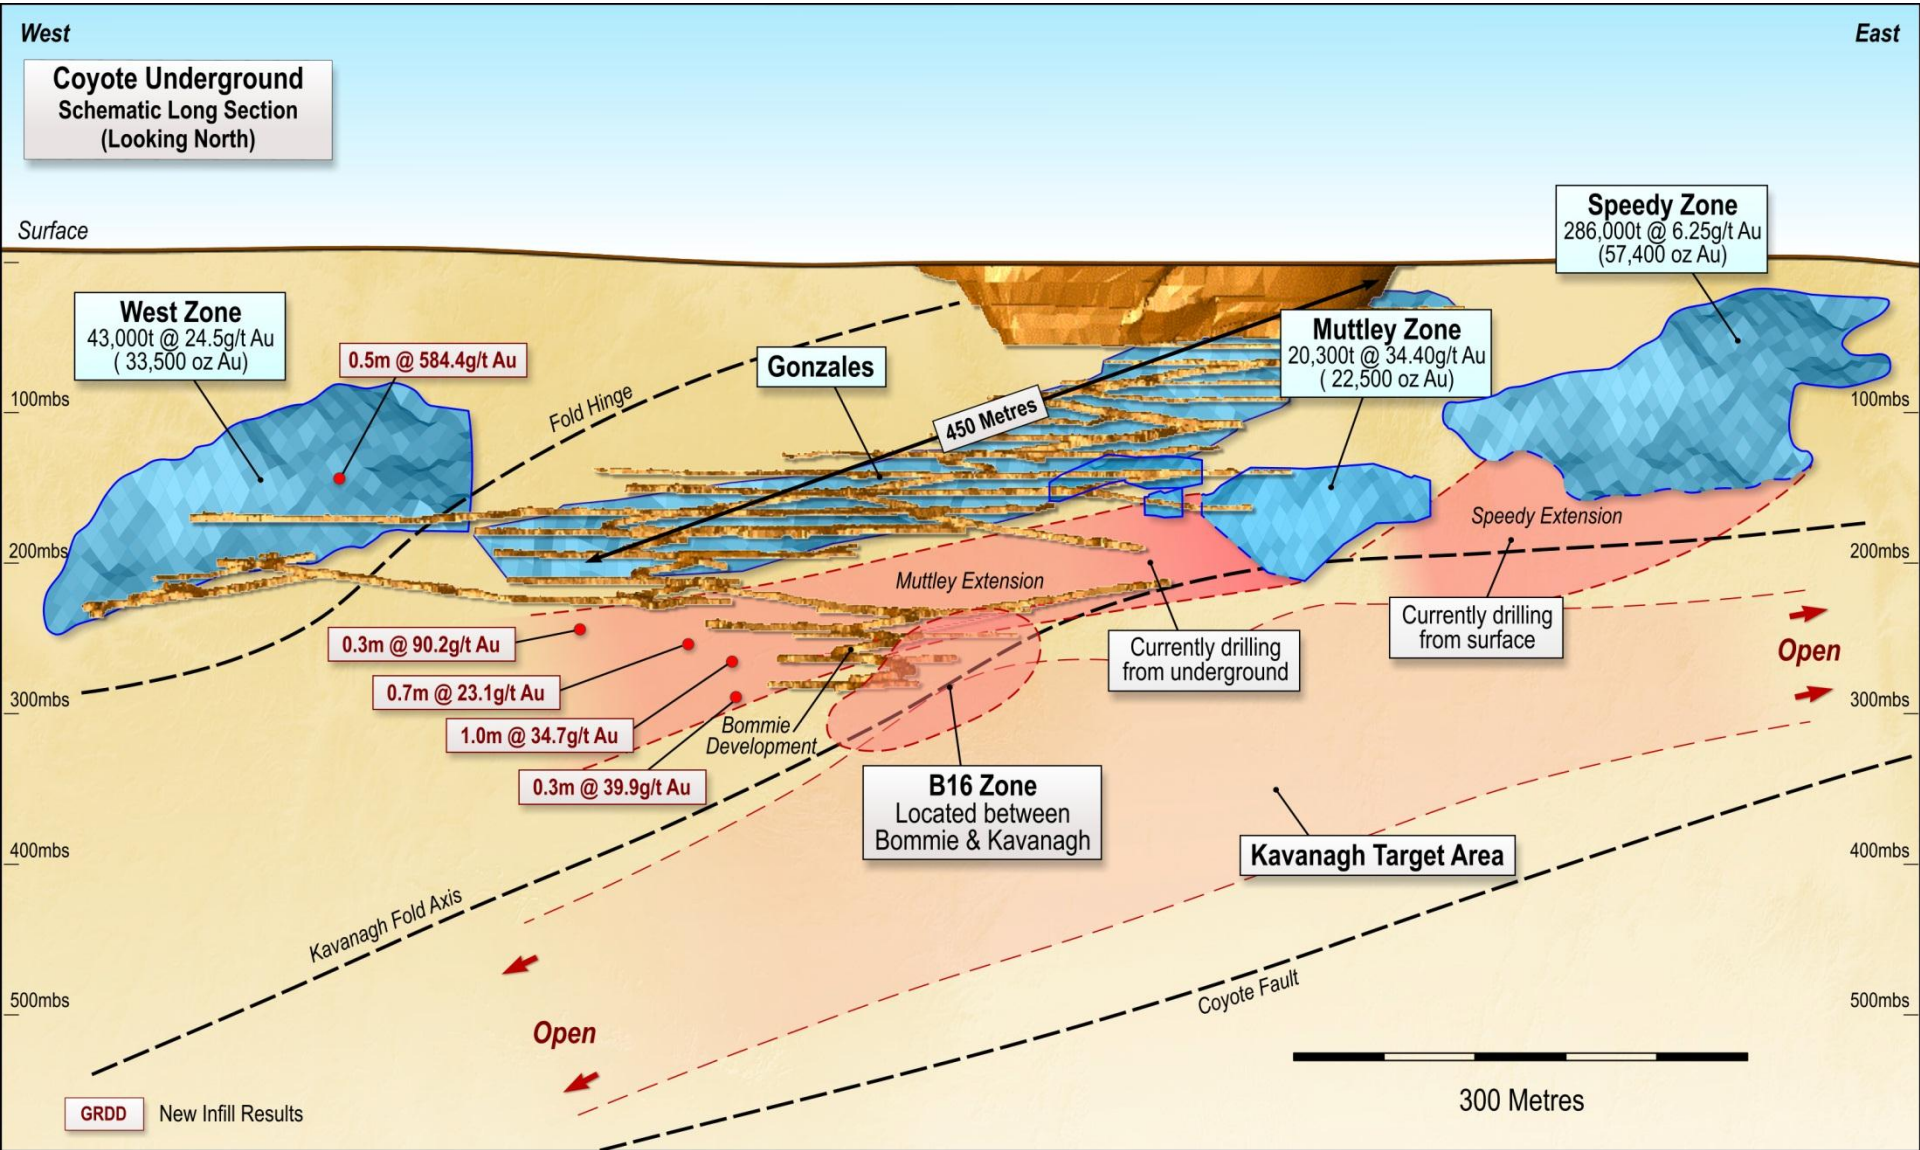 West
East
Coyote Underground
Schematic Long Section
(Looking North)
Surface
Speedy Zone
286,000t @ 6.25g/t Au
(57,400 oz Au)
West Zone
43,000t @ 24.5g/t Au
( 33,500 oz Au)
0.5m @ 584.4g/t Au
Gonzales
Muttley Zone
20,300t @ 34.40g/t Au
( 22,500 oz Au)
Fold Hinge
450 Metres
100mbs
100mbs
Speedy Extension
200mbs
200mbs
Muttley Extension
Currently drilling
from surface
0.3m @ 90.2g/t Au
Currently drilling
from underground
Open
0.7m @ 23.1g/t Au
300mbs
300mbs
1.0m @ 34.7g/t Au
Bommie
Development
0.3m @ 39.9g/t Au
B16 Zone
Located between
Bommie & Kavanagh
Kavanagh Target Area
400mbs
400mbs
Kavanagh Fold Axis
Coyote Fault
500mbs
500mbs
Open
300 Metres
GRDD New Infill Results